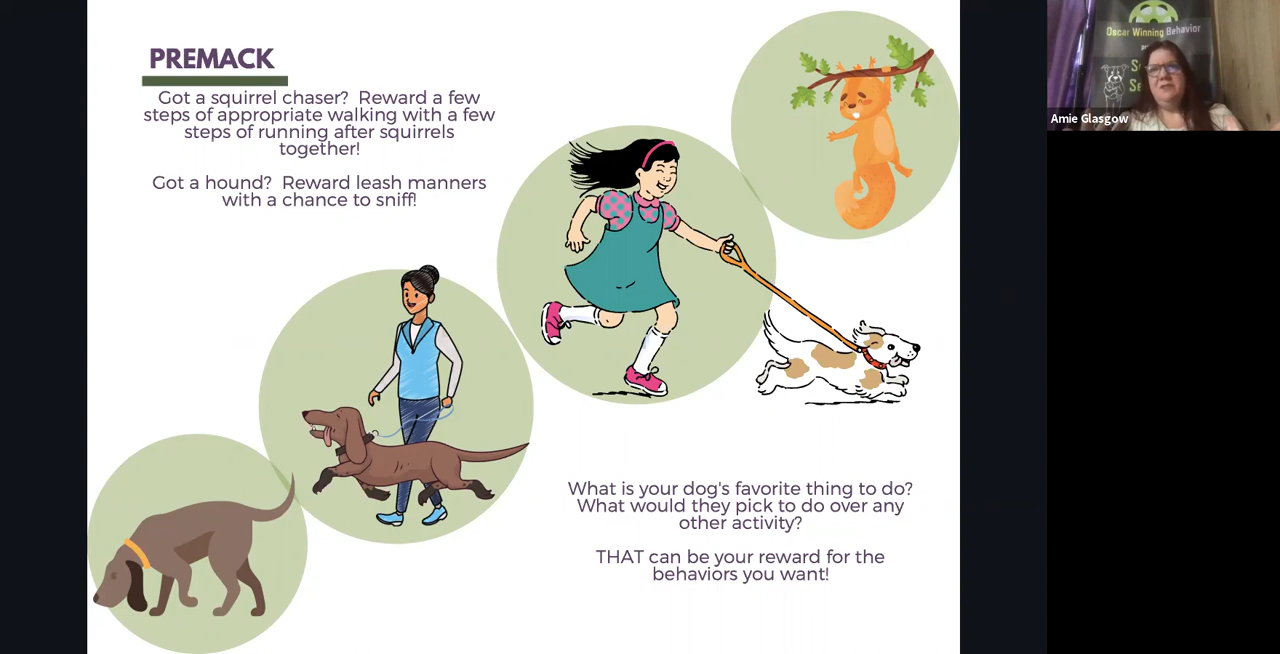 PREMACK
Got a squirrel chaser?  Reward a few
steps of appropriate walking with a few
steps of running after squirrels
together!
Got a hound?  Reward leash manners
with a chance to sniff!
What is your dog's favorite thing to do?
What would they pick to do over any
other activity?
THAT can be your reward for the
behaviors you want!
Oscar Winning Behavior
Amie Glasgow